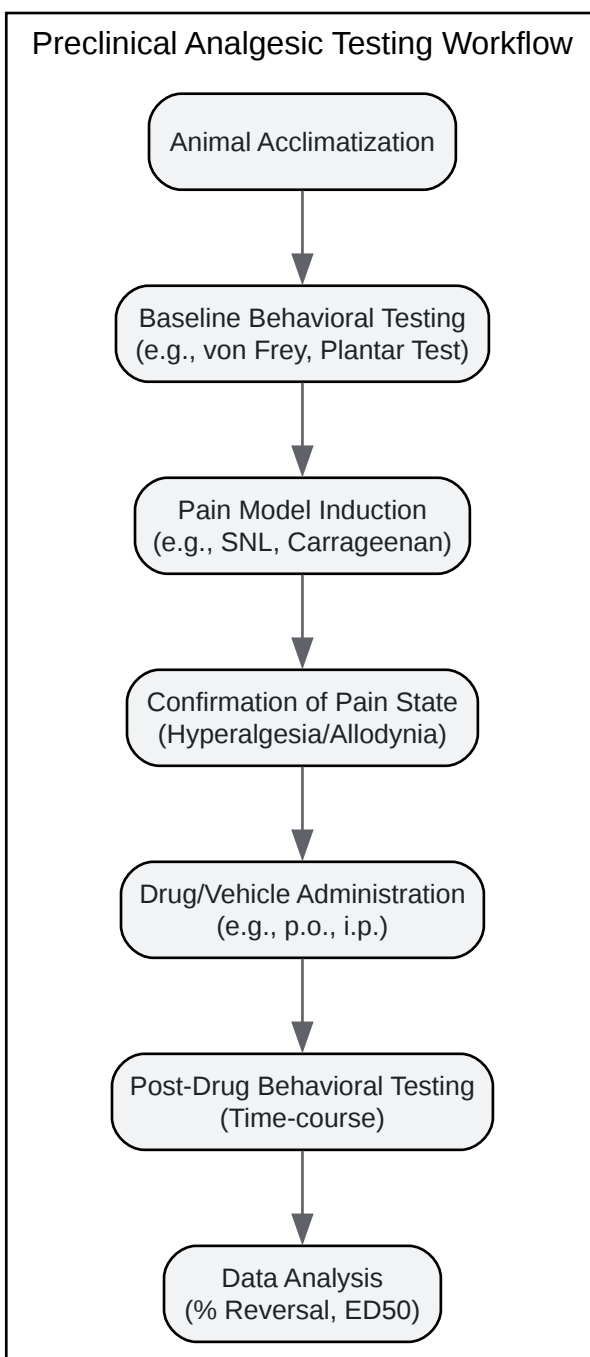 Preclinical Analgesic Testing Workflow
Animal Acclimatization
Baseline Behavioral Testing
(e.g., von Frey, Plantar Test)
Pain Model Induction
(e.g., SNL, Carrageenan)
Confirmation of Pain State
(Hyperalgesia/Allodynia)
Drug/Vehicle Administration
(e.g., p.o., i.p.)
Post-Drug Behavioral Testing
(Time-course)
Data Analysis
(% Reversal, ED50)